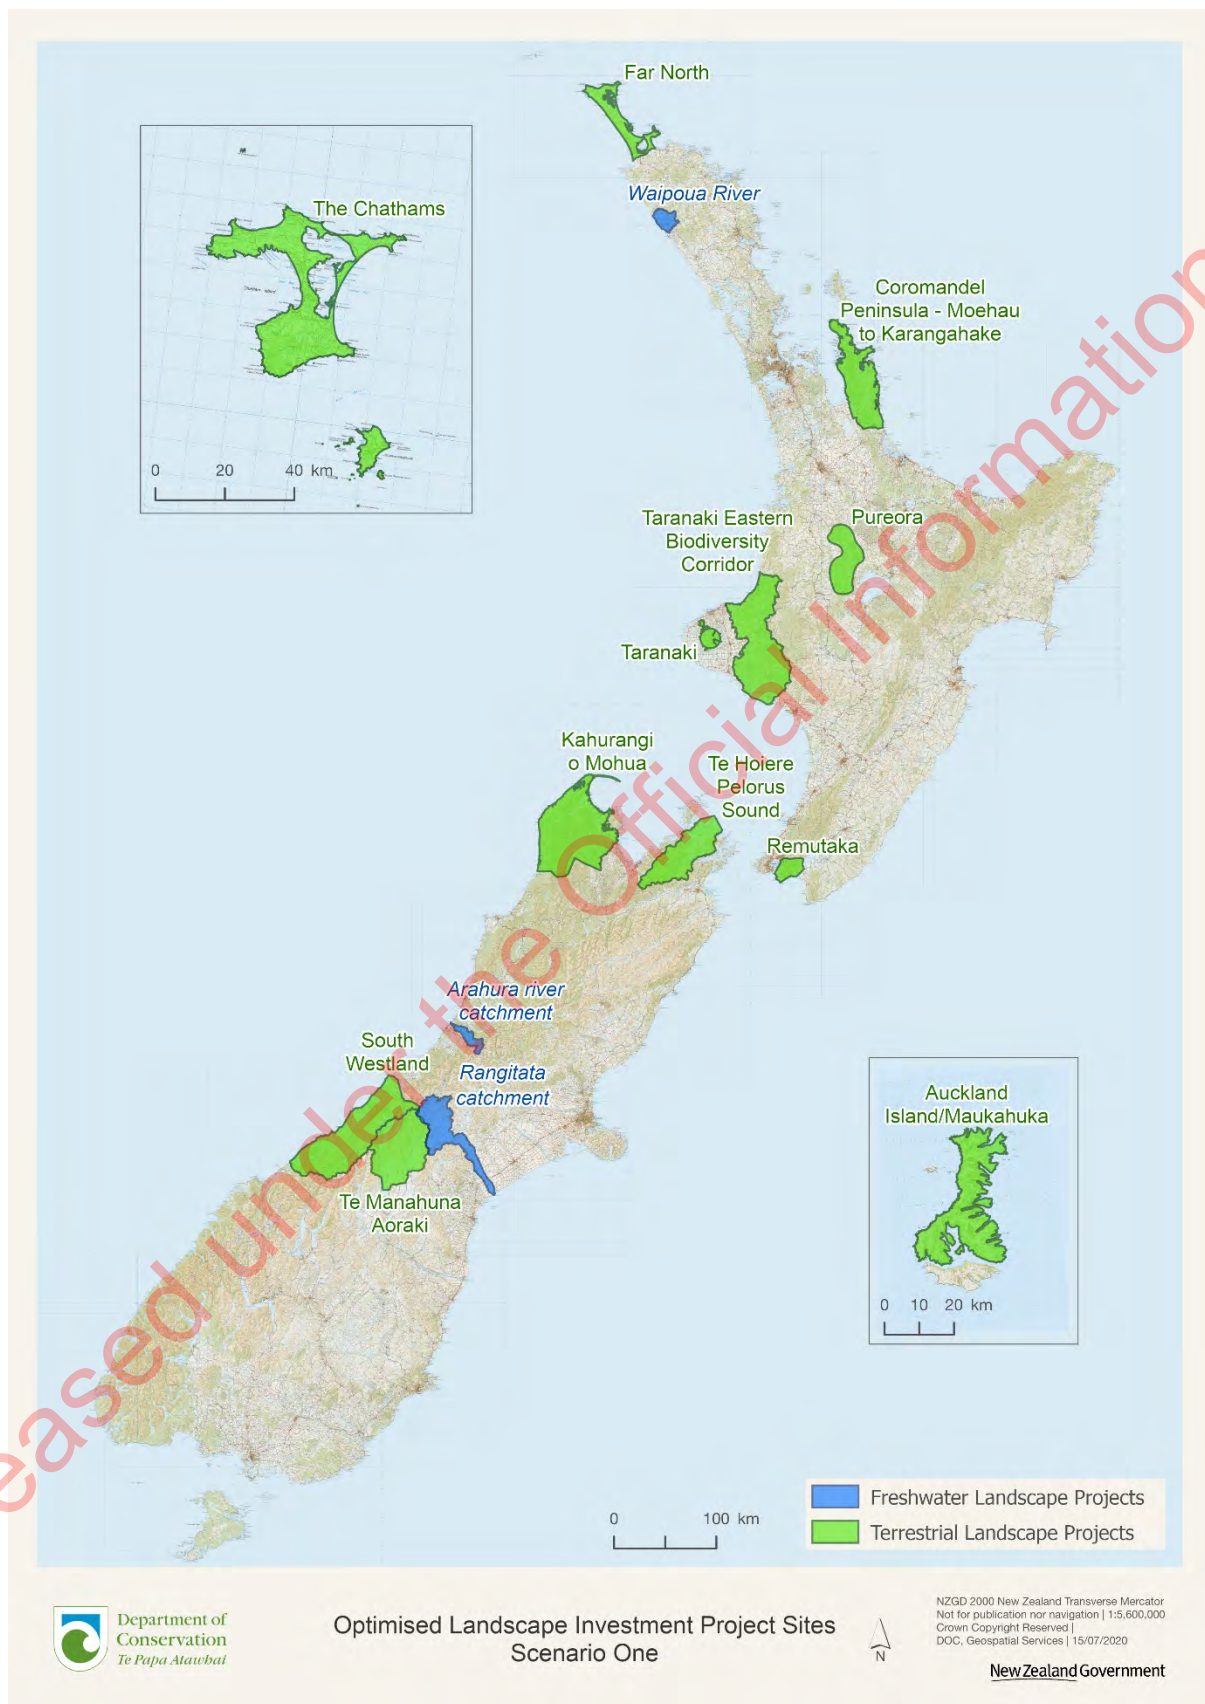 Far North
Waipoua River
The Chathams
0 20 40 km
Coromandel
Peninsula - Moehau
to Karangahake
Taranaki Eastern
Biodiversity
Corridor
Pureora
Taranaki
Kahurangi
o Mohua
Te Hoiere
Pelorus
Sound
Remutaka
Arahura river
catchment
South
Westland
Rangitata
catchment
Te Manahuna
Aoraki
Auckland
Island/Maukahuka
0 10 20 km
eased under the Official Information
0 100 km
Freshwater Landscape Projects
Terrestrial Landscape Projects
Department of
Conservation
Te Papa Atawhai
Optimised Landscape Investment Project Sites
Scenario One
N
NZGD 2000 New Zealand Transverse Mercator
Not for publication nor navigation | 1:5,600,000
Crown Copyright Reserved |
DOC, Geospatial Services | 15/07/2020
New Zealand Government